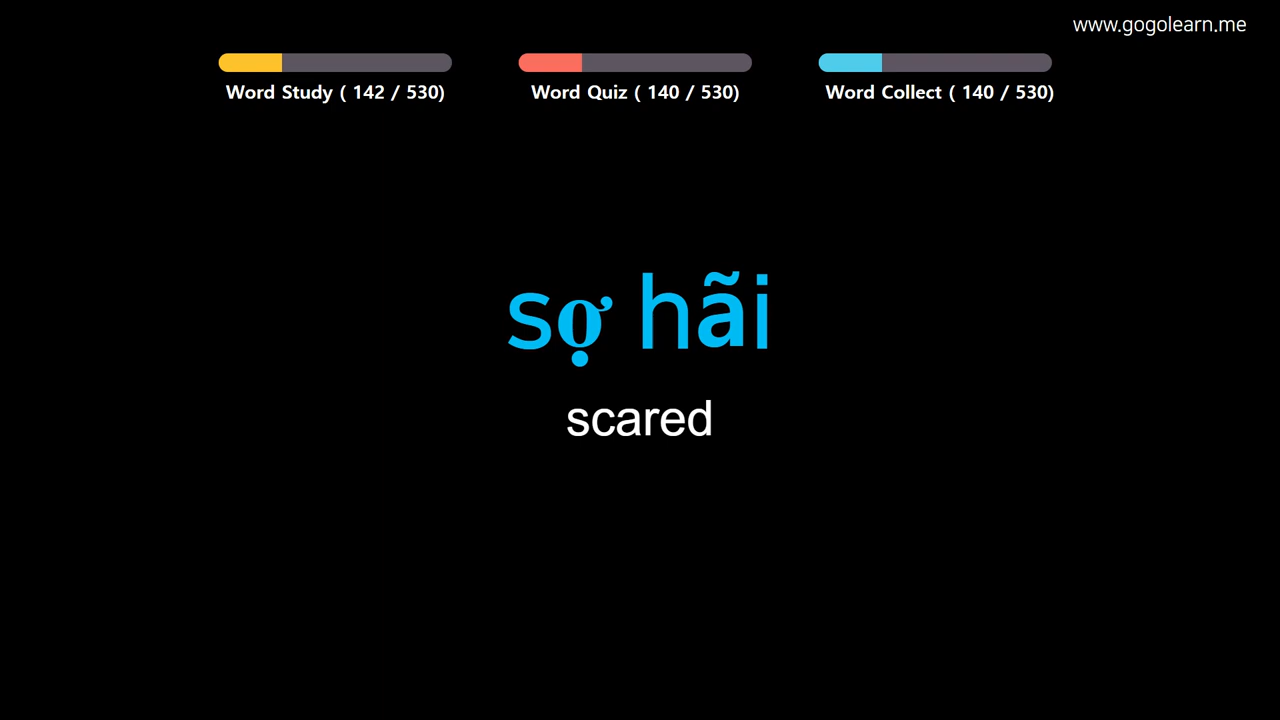 www.gogolearn.me
Word Study ( 142 / 530)
Word Quiz ( 140 / 530)
Word Collect ( 140 / 530)
sợ hãi
scared